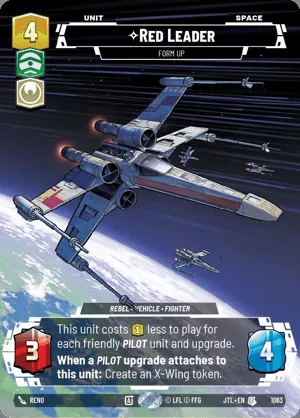 UNIT
SPACE
4
✧RED LEADER
FORM UP
REBEL • VEHICLE • FIGHTER
This unit costs 1 less to play for
each friendly PILOT unit and upgrade.
When a PILOT upgrade attaches to
this unit: Create an X-Wing token.
3
4
RENO
© LFL © FFG
JTL • EN
1063